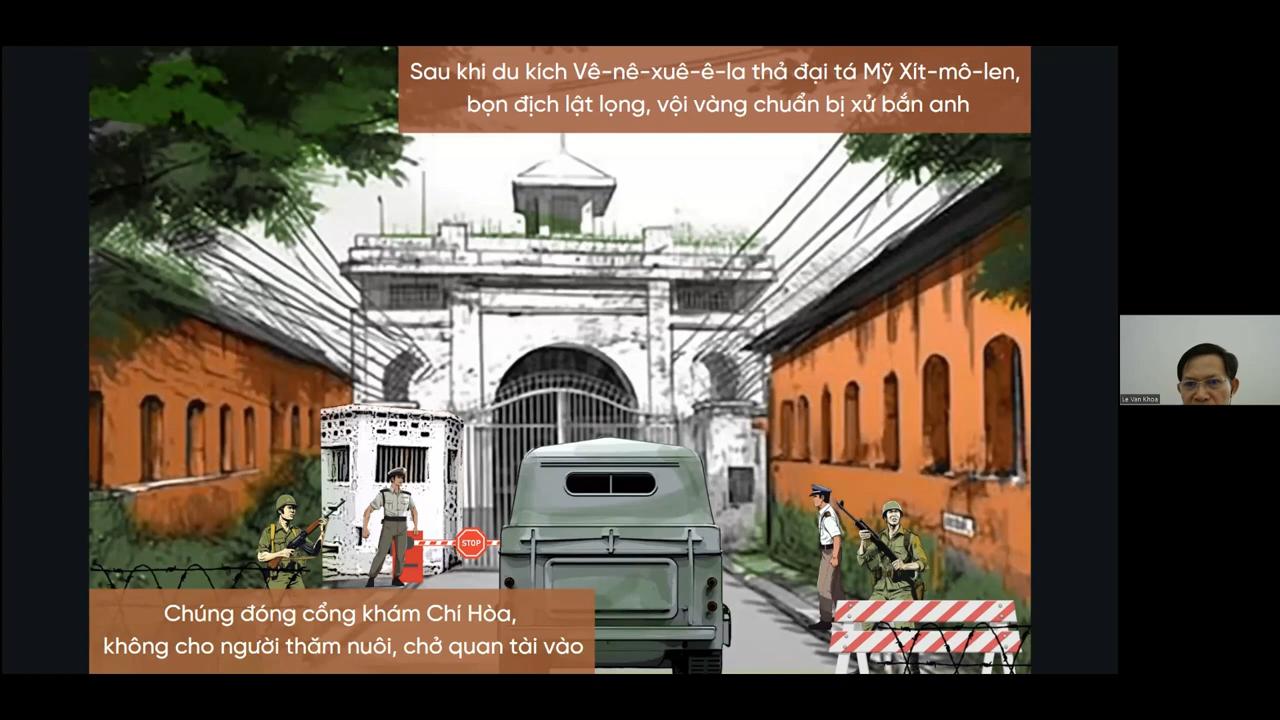 Sau khi du kích Vê-nê-xuê-ê-la thả đại tá Mỹ Xít-mô-len,
bọn địch lật lọng, vội vàng chuẩn bị xử bắn anh
STOP
Chúng đóng cổng khám Chí Hòa,
không cho người thăm nuôi, chở quan tài vào
Le Van Khoa